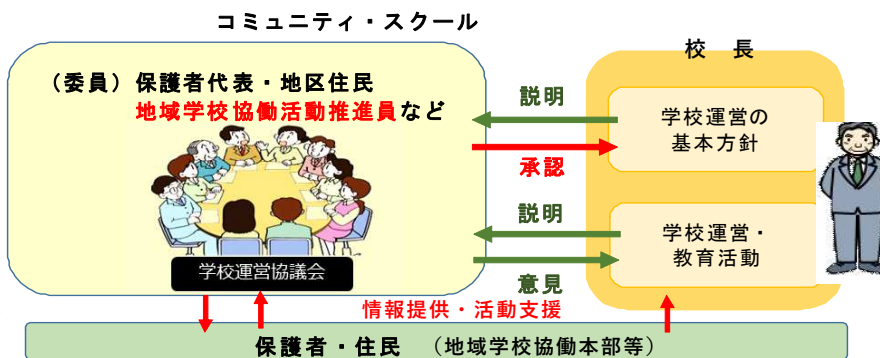 コミュニティ・スクール
（委員）保護者代表・地区住民
地域学校協働活動推進員など
学校運営協議会
説明
承認
説明
意見
校 長
学校運営の
基本方針
学校運営・
教育活動
情報提供・活動支援
保護者・住民 （地域学校協働本部等）